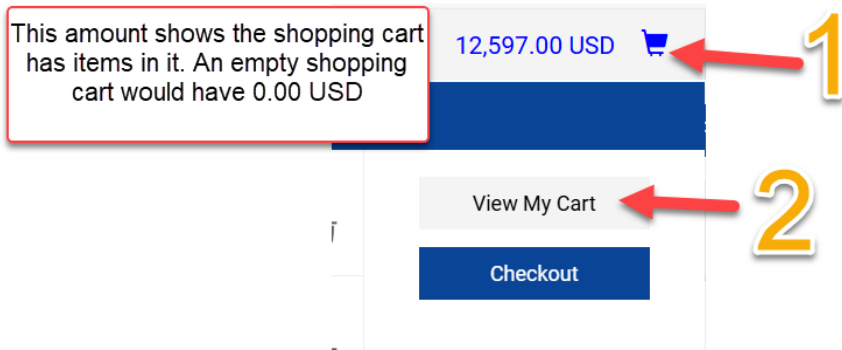 This amount shows the shopping cart
has items in it. An empty shopping
cart would have 0.00 USD
12,597.00 USD
1
View My Cart
2
Checkout